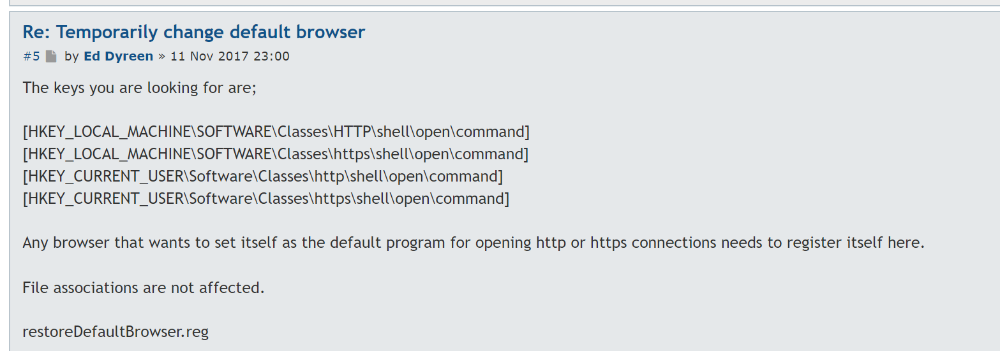 Re: Temporarily change default browser
#5 by Ed Dyreen » 11 Nov 2017 23:00
The keys you are looking for are;
[HKEY_LOCAL_MACHINE\SOFTWARE\Classes\HTTP\shell\open\command]
[HKEY_LOCAL_MACHINE\SOFTWARE\Classes\https\shell\open\command]
[HKEY_CURRENT_USER\Software\Classes\http\shell\open\command]
[HKEY_CURRENT_USER\Software\Classes\https\shell\open\command]
Any browser that wants to set itself as the default program for opening http or https connections needs to register itself here.
File associations are not affected.
restoreDefaultBrowser.reg